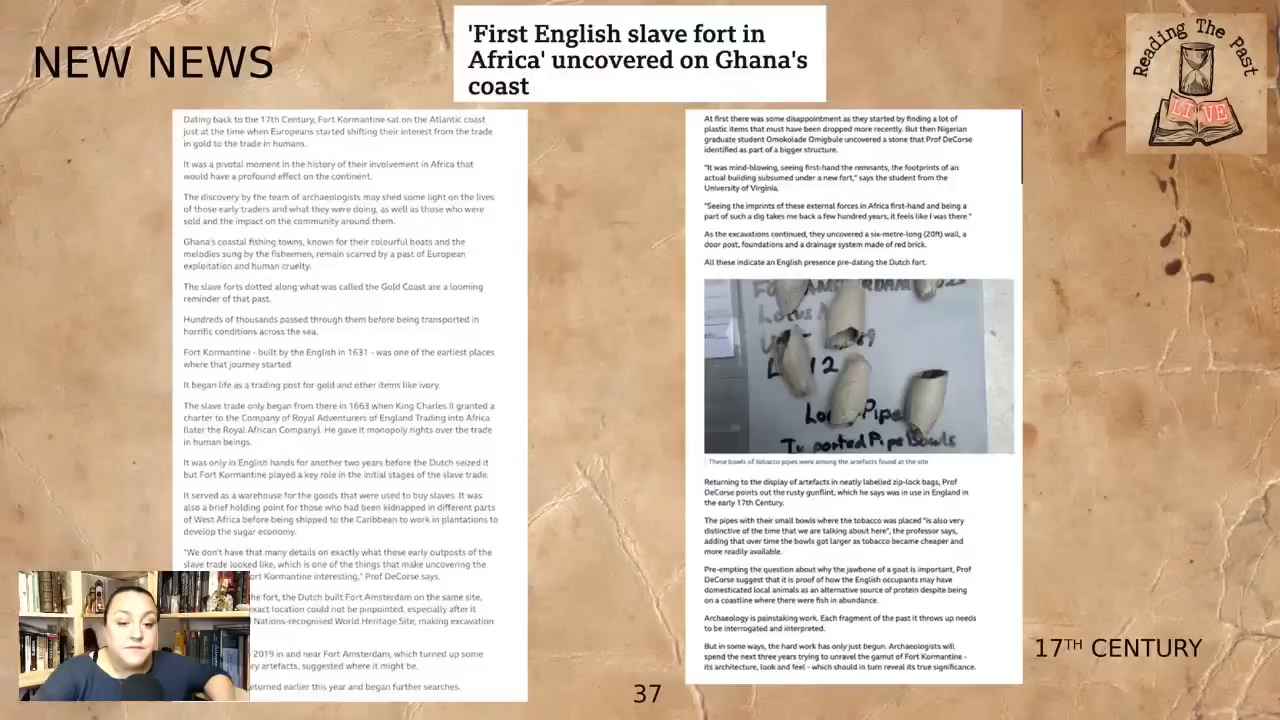 NEW NEWS
'First English slave fort in
Africa' uncovered on Ghana's
coast
Reading The Past
LIVE
Dating back to the 17th Century, Fort Kormantine sat on the Atlantic coast
just at the time when Europeans started shifting their interest from the trade
in gold to the trade in humans.
It was a pivotal moment in the history of their involvement in Africa that
would have a profound effect on the continent.
The discovery by the team of archaeologists may shed some light on the lives
of those early traders and what they were doing, as well as those who were
sold and the impact on the community around them.
Ghana's coastal fishing towns, known for their colourful boats and the
melodies sung by the fishermen, remain scarred by a past of European
exploitation and human cruelty.
The slave forts dotted along what was called the Gold Coast are a looming
reminder of that past.
Hundreds of thousands passed through them before being transported in
horrific conditions across the sea.
Fort Kormantine - built by the English in 1631 - was one of the earliest places
where that journey started.
It began life as a trading post for gold and other items like ivory.
The slave trade only began from there in 1663 when King Charles II granted a
charter to the Company of Royal Adventurers of England Trading into Africa
(later the Royal African Company). He gave it monopoly rights over the trade
in human beings.
It was only in English hands for another two years before the Dutch seized it
but Fort Kormantine played a key role in the initial stages of the slave trade.
It served as a warehouse for the goods that were used to buy slaves. It was
also a brief holding point for those who had been kidnapped in different parts
of West Africa before being shipped to the Caribbean to work in plantations to
develop the sugar economy.
"We don't have that many details on exactly what these early outposts of the
slave trade looked like, which is one of the things that make uncovering the
ort Kormantine interesting," Prof DeCorse says.
the fort, the Dutch built Fort Amsterdam on the same site,
exact location could not be pinpointed, especially after it
Nations-recognised World Heritage Site, making excavation
2019 in and near Fort Amsterdam, which turned up some
ry artefacts, suggested where it might be.
eturned earlier this year and began further searches.
At first there was some disappointment as they started by finding a lot of
plastic items that must have been dropped more recently. But then Nigerian
graduate student Omokolade Omigbule uncovered a stone that Prof DeCorse
identified as part of a bigger structure.
"It was mind-blowing, seeing first-hand the remnants, the footprints of an
actual building subsumed under a new fort," says the student from the
University of Virginia.
"Seeing the imprints of these external forces in Africa first-hand and being a
part of such a dig takes me back a few hundred years, it feels like I was there."
As the excavations continued, they uncovered a six-metre-long (20ft) wall, a
door post, foundations and a drainage system made of red brick.
All these indicate an English presence pre-dating the Dutch fort.
Imported Pipe Bowls
These bowls of tobacco pipes were among the artefacts found at the site
Returning to the display of artefacts in neatly labelled zip-lock bags, Prof
DeCorse points out the rusty gunflint, which he says was in use in England in
the early 17th Century.
The pipes with their small bowls where the tobacco was placed "is also very
distinctive of the time that we are talking about here", the professor says,
adding that over time the bowls got larger as tobacco became cheaper and
more readily available.
Pre-empting the question about why the jawbone of a goat is important, Prof
DeCorse suggest that it is proof of how the English occupants may have
domesticated local animals as an alternative source of protein despite being
on a coastline where there were fish in abundance.
Archaeology is painstaking work. Each fragment of the past it throws up needs
to be interrogated and interpreted.
But in some ways, the hard work has only just begun. Archaeologists will
spend the next three years trying to unravel the gamut of Fort Kormantine -
its architecture, look and feel - which should in turn reveal its true significance.
17TH CENTURY
37